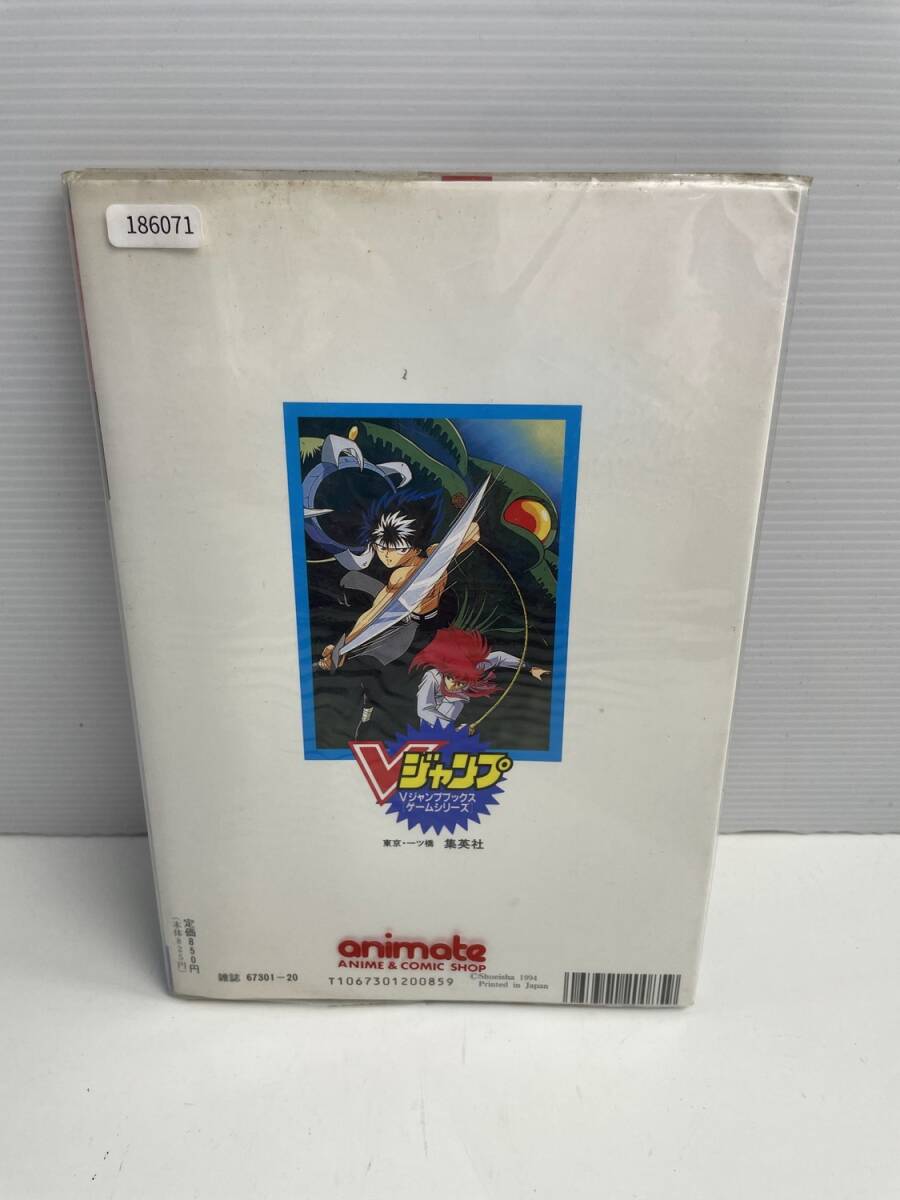 186071
Vジャンプ
Vジャンプブックス
[ゲームシリーズ]
東京・一ツ橋 集英社
定価850円
(本体825円)
animate
ANIME & COMIC SHOP
雑誌 67301-20
T1067301200859
©Shueisha 1994
Printed in Japan